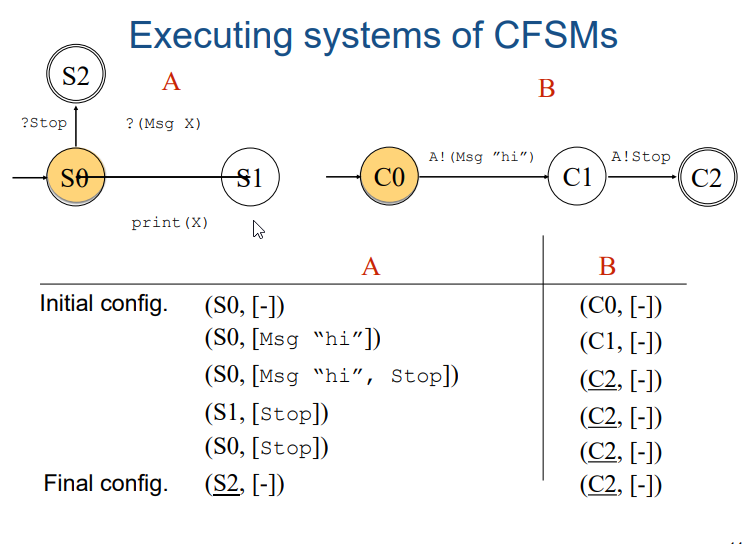 Executing systems of CFSMs
S2
A
B
?Stop
?(Msg X)
S0
S1
print(X)
C0
A!(Msg ”hi”)
C1
A!Stop
C2
A
B
Initial config.
(S0, [-])
(C0, [-])
(S0, [Msg “hi”])
(C1, [-])
(S0, [Msg “hi”, Stop])
(C2, [-])
(S1, [Stop])
(C2, [-])
(S0, [Stop])
(C2, [-])
Final config.
(S2, [-])
(C2, [-])